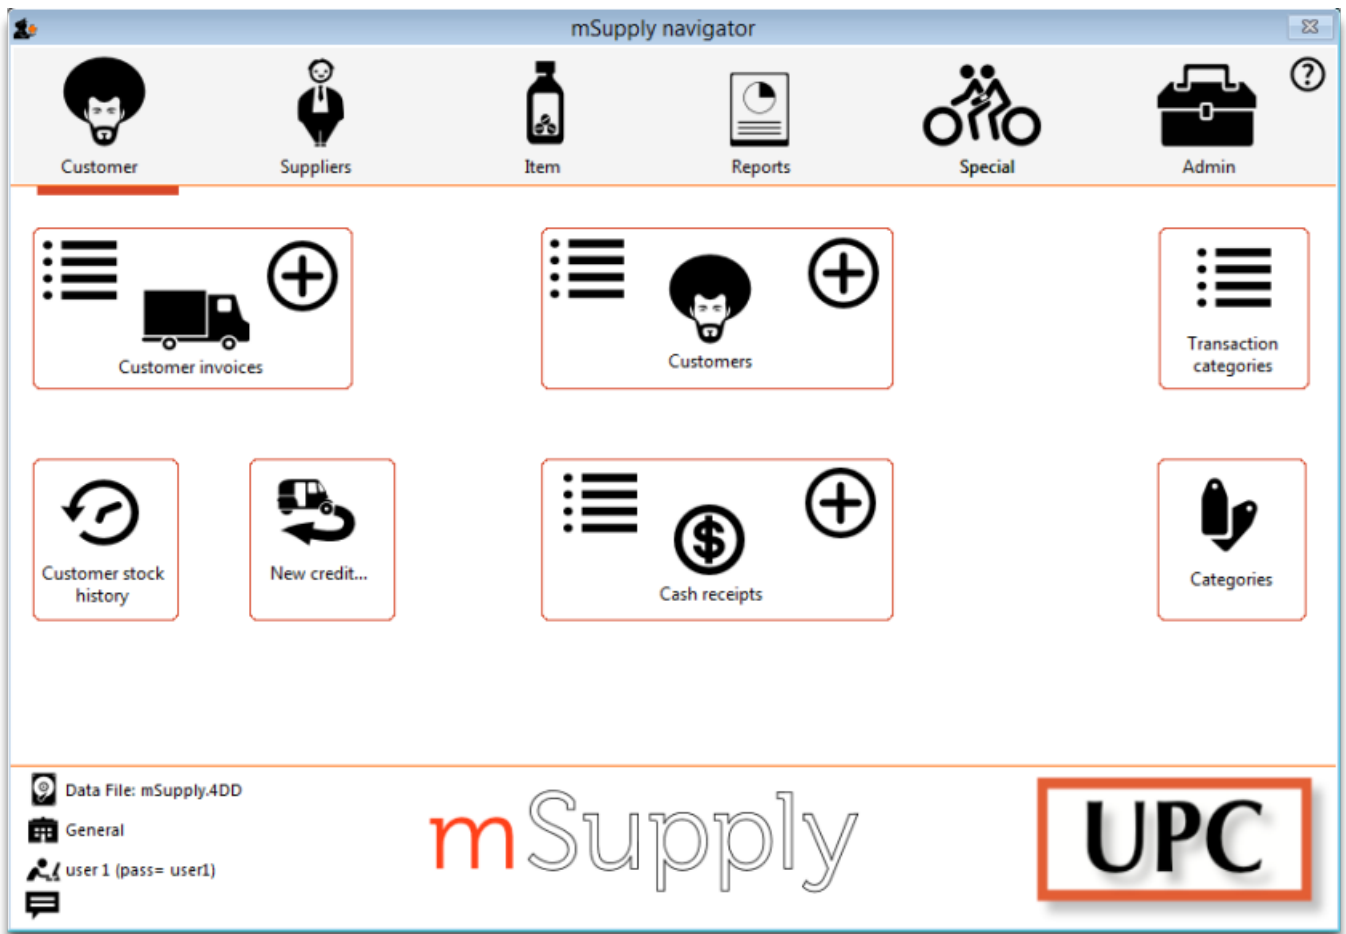 mSupply navigator
Customer
Suppliers
Item
Reports
Special
Admin
Customer invoices
Customers
Transaction
categories
Customer stock
history
New credit...
Cash receipts
Categories
Data File: mSupply.4DD
General
user 1 (pass= user1)
mSupply
UPC